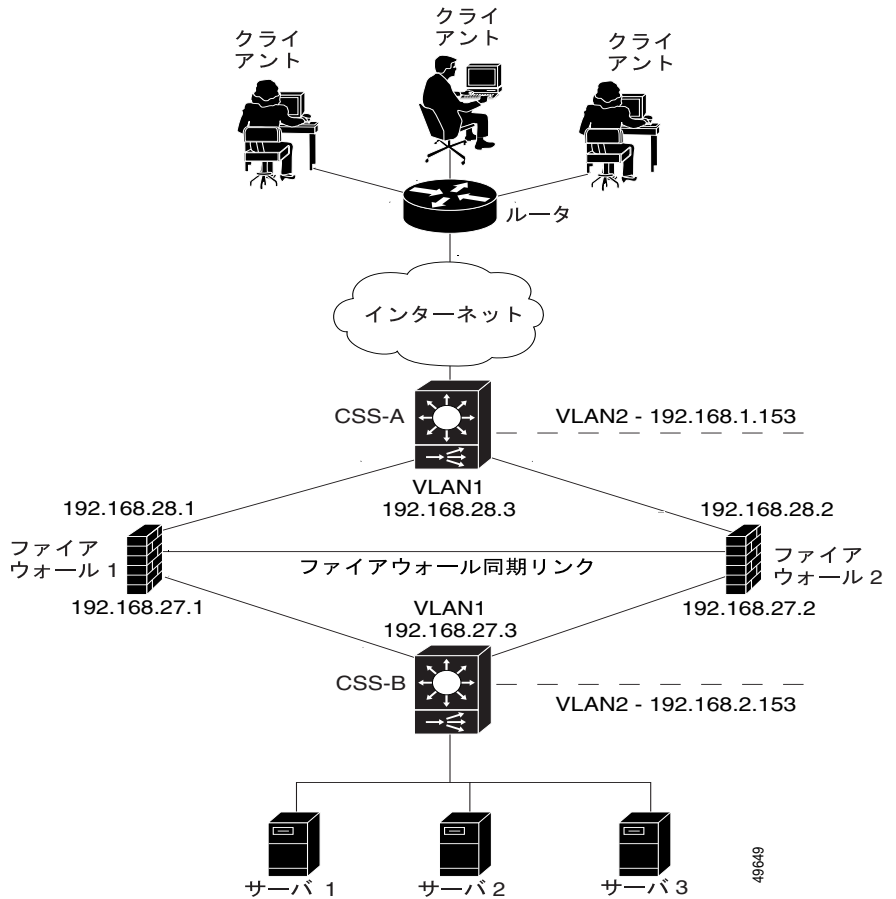 クライ
アント
クライ
アント
クライ
アント
ルータ
インターネット
CSS-A
VLAN2 - 192.168.1.153
VLAN1
192.168.28.3
192.168.28.1
192.168.28.2
ファイア
ウォール 1
ファイアウォール同期リンク
ファイア
ウォール 2
192.168.27.1
192.168.27.2
VLAN1
192.168.27.3
CSS-B
VLAN2 - 192.168.2.153
サーバ 1
サーバ 2
サーバ 3
49649